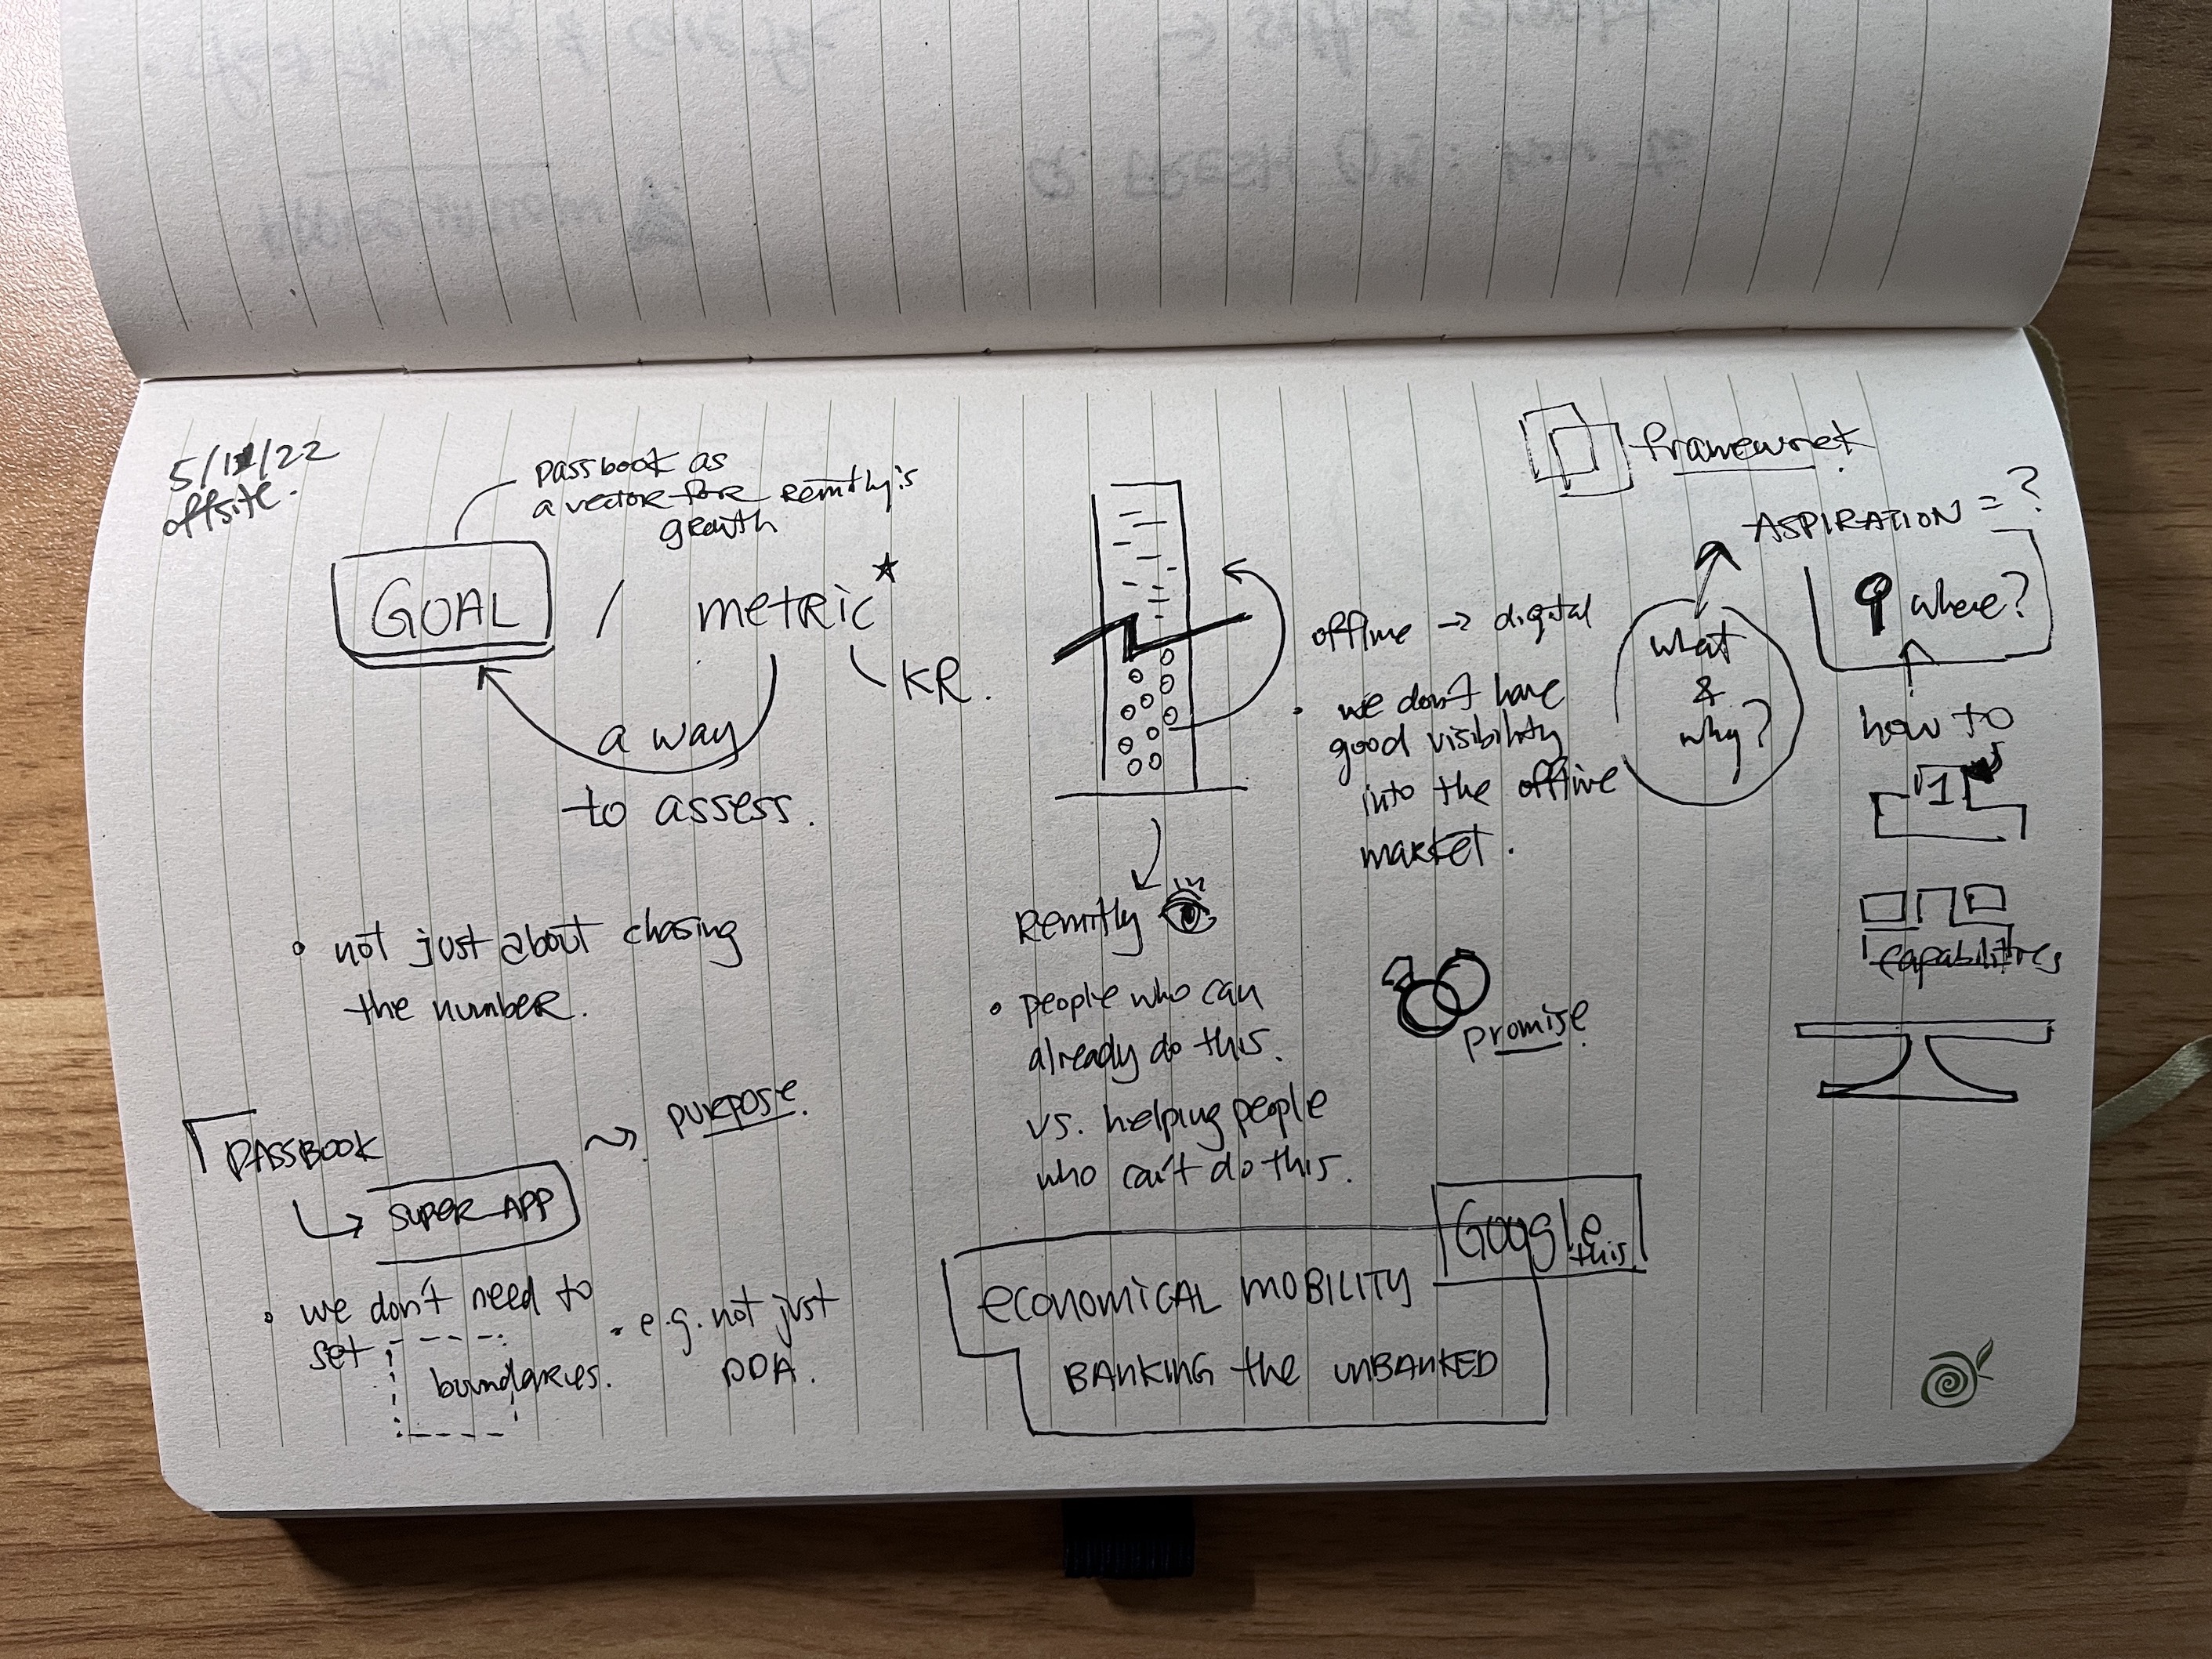 5/11/22
offsite.
passbook as
a vector for Remitly's
growth
GOAL / metric
KR.
a way
to assess.
• not just about chasing
the number.
PASSBOOK
SUPER APP
purpose.
• we don't need to
set
boundaries.
• e.g. not just
DDA.
offline → digital
• we don't have
good visibility
into the offline
market.
Remitly
• people who can
already do this.
vs. helping people
who can't do this.
promise.
Google
this
economical mobility
BANKING the UNBANKED
framework
ASPIRATION = ?
what
&
why?
where?
how to
1
capabilities